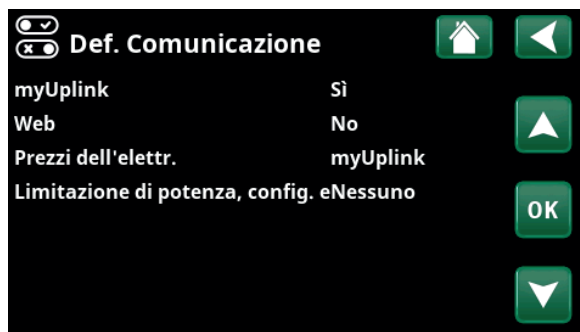 Def. Comunicazione
myUplink Sì
Web No
Prezzi dell'elettr. myUplink
Limitazione di potenza, config. eNessuno
OK